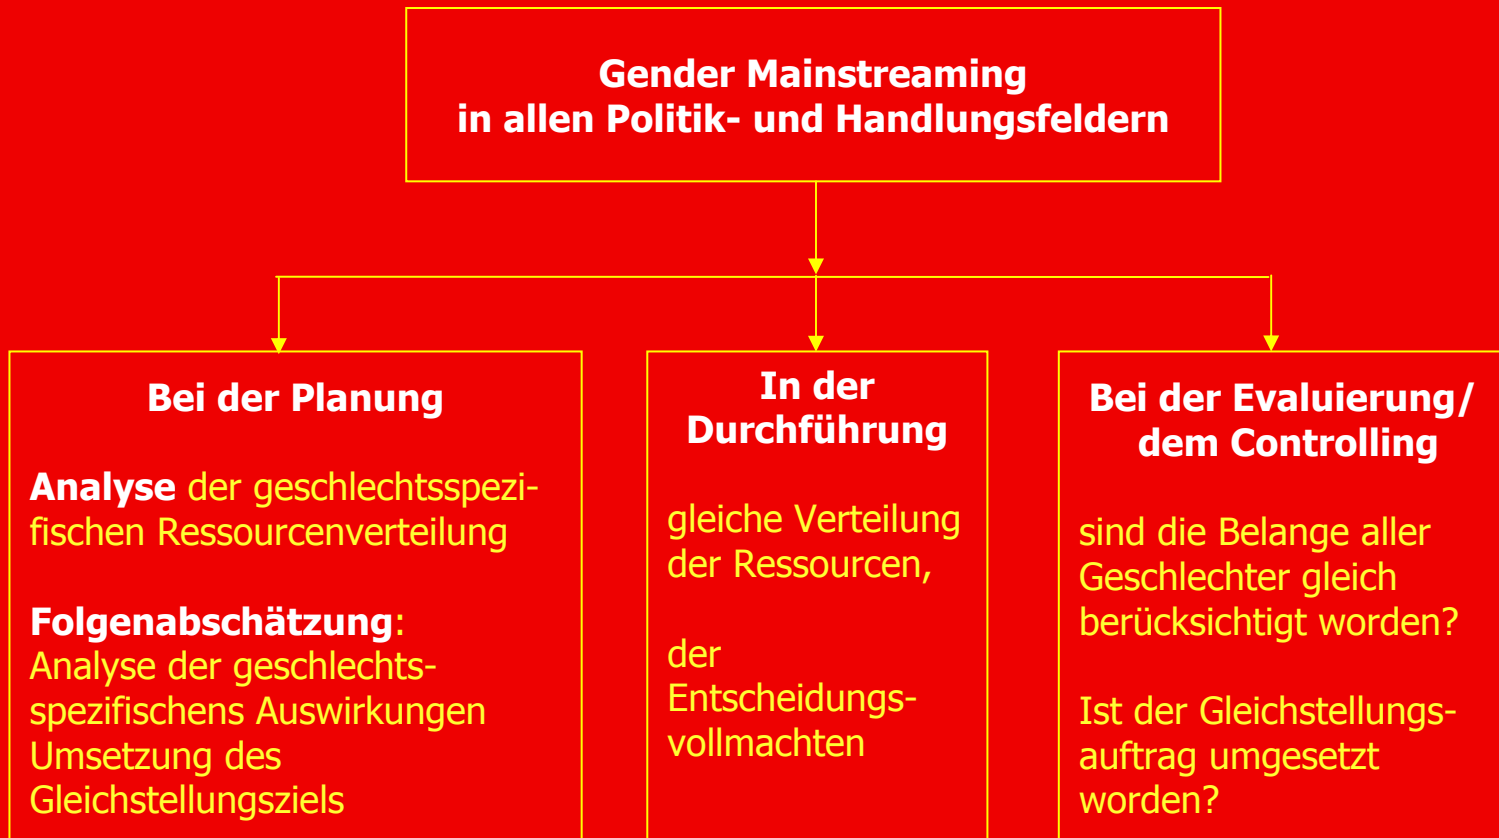 Gender Mainstreaming
in allen Politik- und Handlungsfeldern
Bei der Planung
Analyse der geschlechtsspezi-
fischen Ressourcenverteilung
Folgenabschätzung:
Analyse der geschlechts-
spezifischens Auswirkungen
Umsetzung des
Gleichstellungsziels
In der
Durchführung
gleiche Verteilung
der Ressourcen,
der
Entscheidungs-
vollmachten
Bei der Evaluierung/
dem Controlling
sind die Belange aller
Geschlechter gleich
berücksichtigt worden?
Ist der Gleichstellungs-
auftrag umgesetzt
worden?